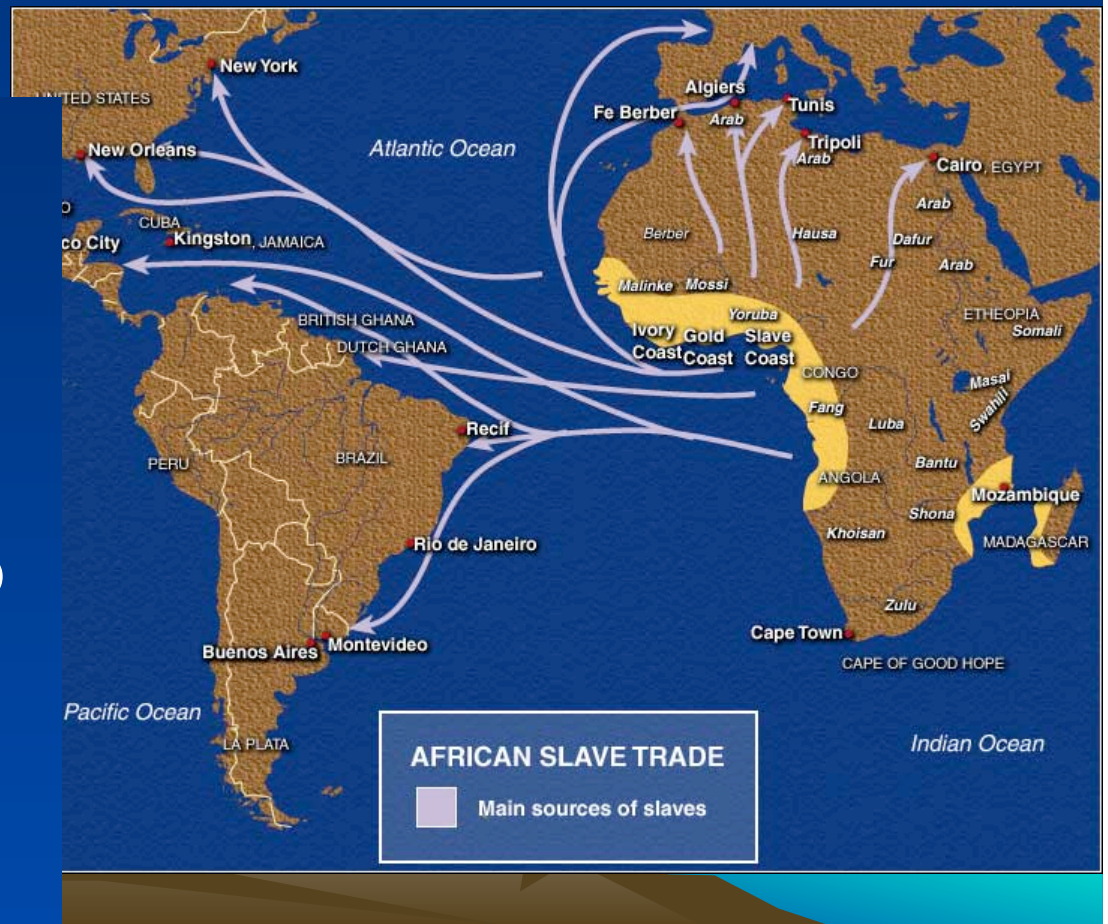 New York
UNITED STATES
New Orleans
Atlantic Ocean
O
CUBA
co City
Kingston, JAMAICA
BRITISH GHANA
DUTCH GHANA
Recif
PERU
BRAZIL
Rio de Janeiro
Buenos Aires
Montevideo
Pacific Ocean
LA PLATA
Algiers
Fe Berber
Arab
Tunis
Tripoli
Arab
Cairo, EGYPT
Arab
Berber
Hausa
Dafur
Fur
Arab
Malinke
Mossi
Yoruba
ETHEOPIA
Somali
Ivory
Coast
Gold
Coast
Slave
Coast
CONGO
Masai
Swahili
Fang
Luba
Bantu
ANGOLA
Mozambique
Shona
Khoisan
MADAGASCAR
Zulu
Cape Town
CAPE OF GOOD HOPE
Indian Ocean
AFRICAN SLAVE TRADE
Main sources of slaves
)